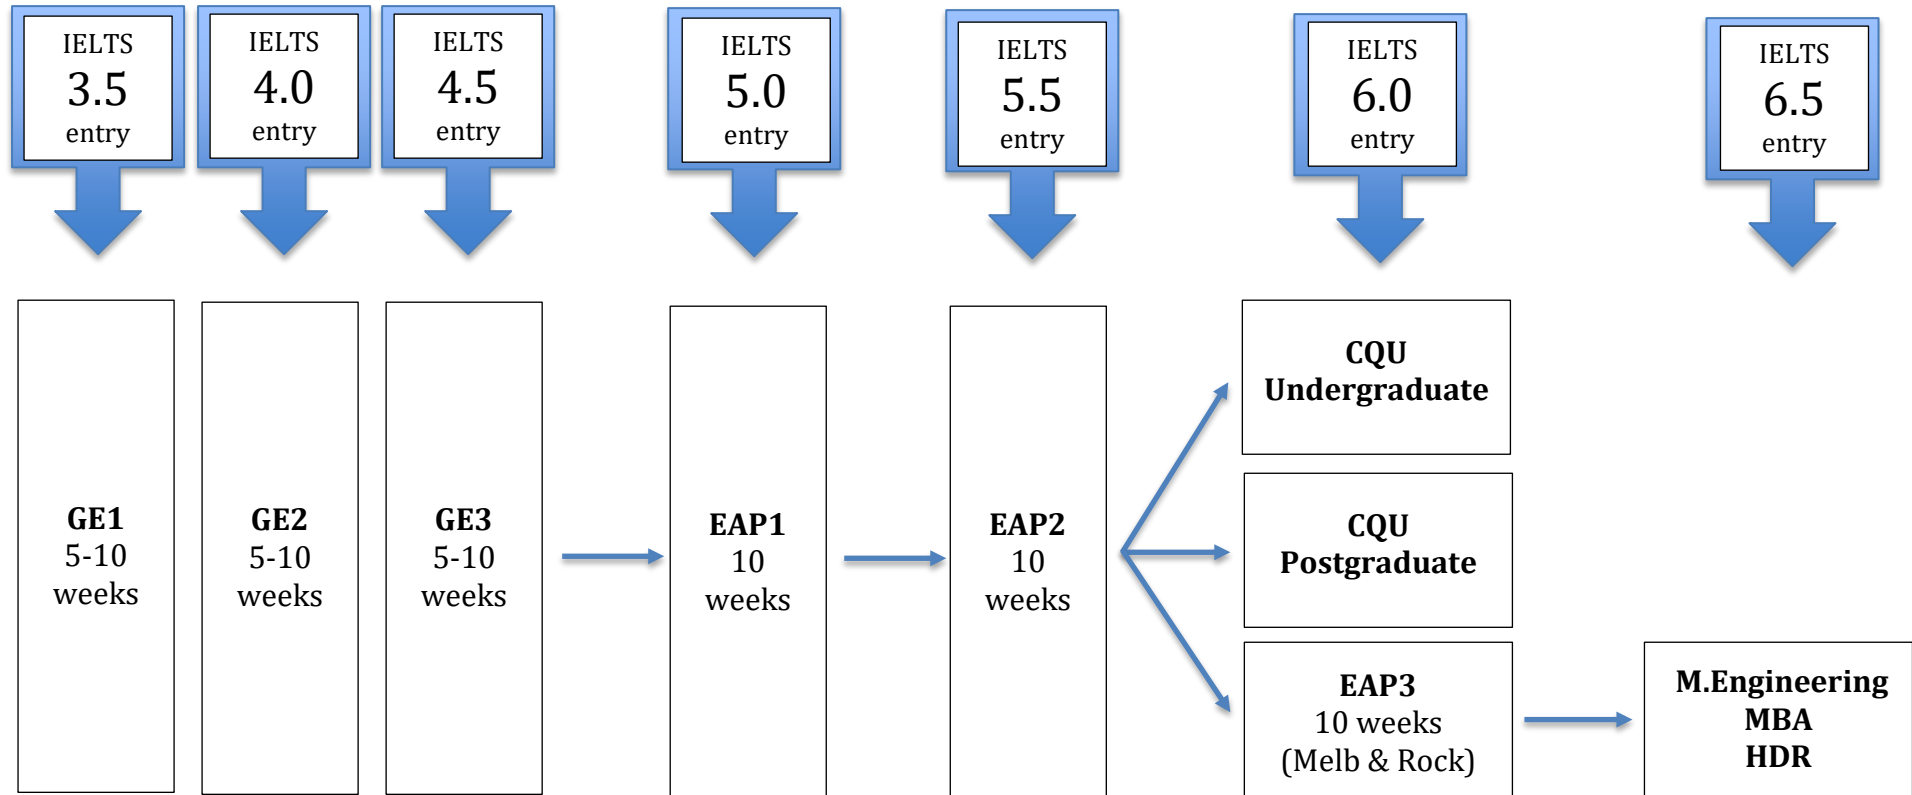 IELTS
3.5
entry
IELTS
4.0
entry
IELTS
4.5
entry
IELTS
5.0
entry
IELTS
5.5
entry
IELTS
6.0
entry
IELTS
6.5
entry
GE1
5-10
weeks
GE2
5-10
weeks
GE3
5-10
weeks
EAP1
10
weeks
EAP2
10
weeks
CQU
Undergraduate
CQU
Postgraduate
EAP3
10 weeks
(Melb & Rock)
M.Engineering
MBA
HDR